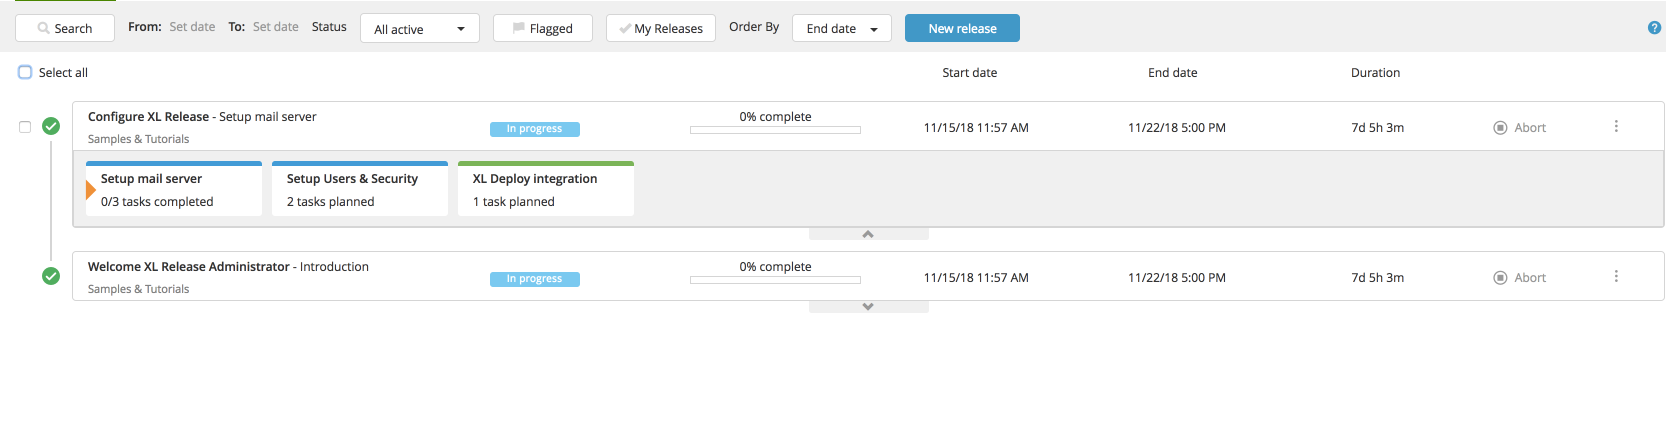 Search From: Set date To: Set date Status All active Flagged My Releases Order By End date New release ?
Select all Start date End date Duration
Configure XL Release - Setup mail server
Samples & Tutorials
In progress
0% complete
11/15/18 11:57 AM 11/22/18 5:00 PM 7d 5h 3m Abort
Setup mail server
0/3 tasks completed
Setup Users & Security
2 tasks planned
XL Deploy integration
1 task planned
Welcome XL Release Administrator - Introduction
Samples & Tutorials
In progress
0% complete
11/15/18 11:57 AM 11/22/18 5:00 PM 7d 5h 3m Abort